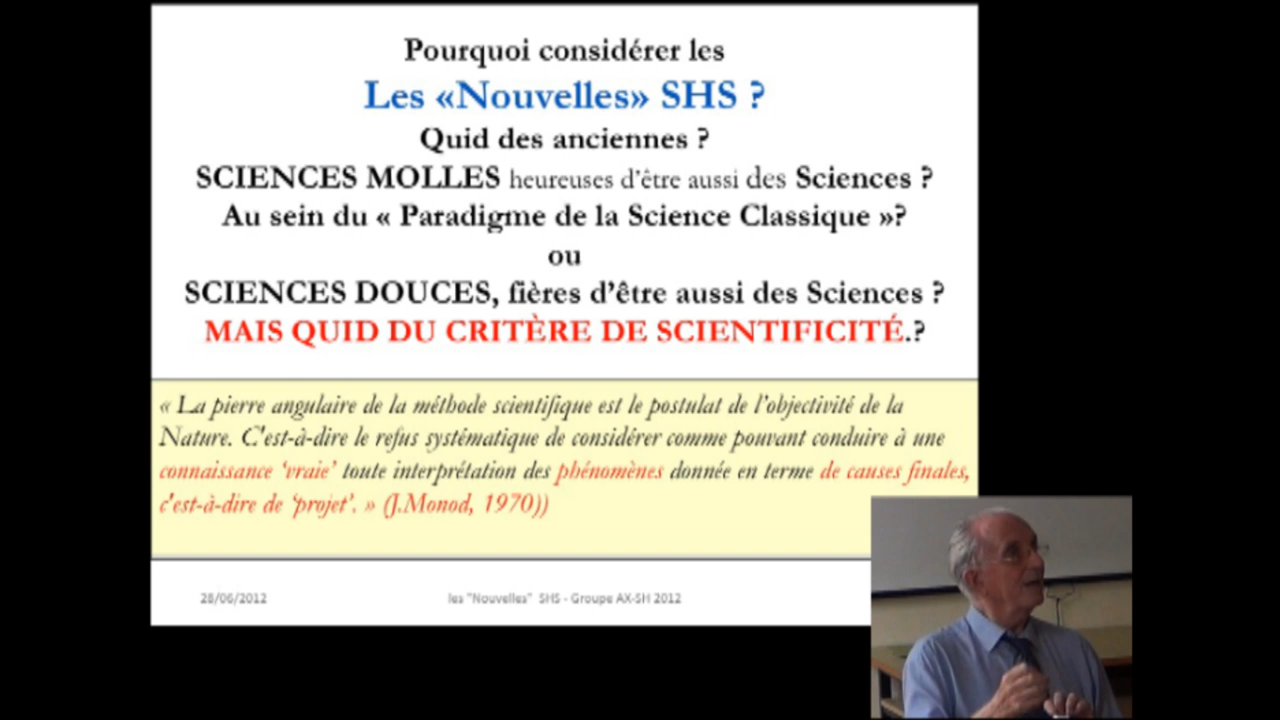 Pourquoi considérer les
Les «Nouvelles» SHS ?
Quid des anciennes ?
SCIENCES MOLLES heureuses d'être aussi des Sciences ?
Au sein du « Paradigme de la Science Classique »?
ou
SCIENCES DOUCES, fières d'être aussi des Sciences ?
MAIS QUID DU CRITÈRE DE SCIENTIFICITÉ.?
« La pierre angulaire de la méthode scientifique est le postulat de l'objectivité de la
Nature. C'est-à-dire le refus systématique de considérer comme pouvant conduire à une
connaissance 'vraie' toute interprétation des phénomènes donnée en terme de causes finales,
c'est-à-dire de 'projet'. » (J.Monod, 1970))
28/06/2012
les "Nouvelles" SHS - Groupe AX-SH 2012